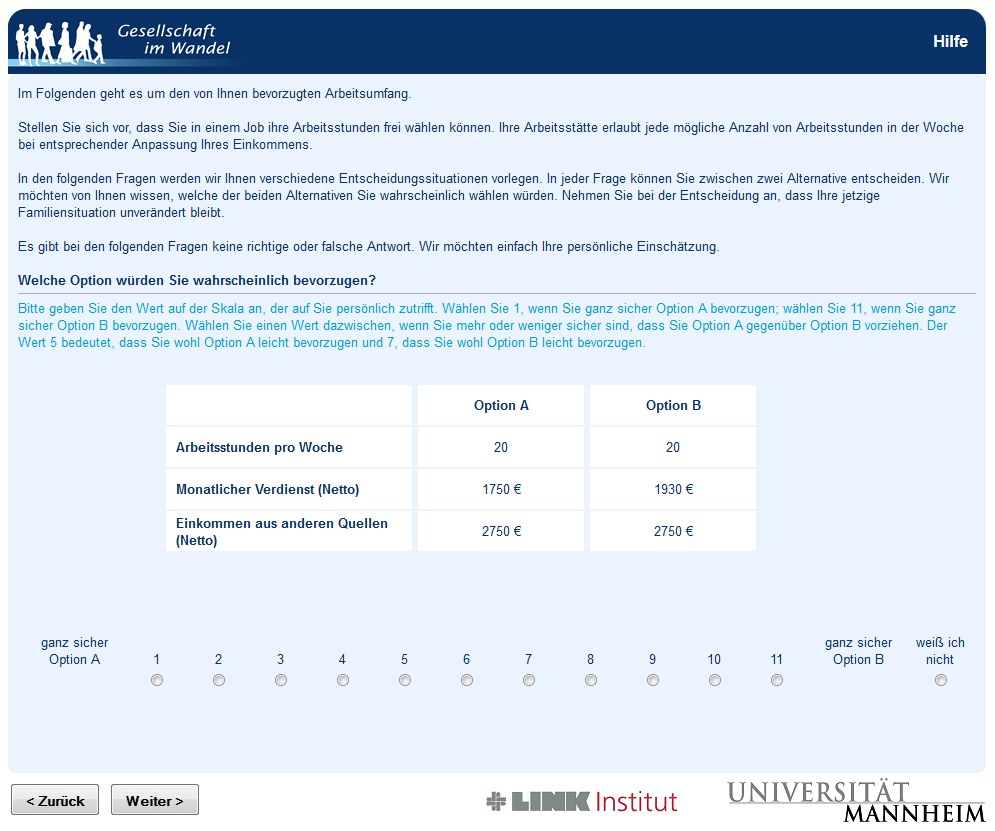 Gesellschaft
im Wandel
Hilfe
Im Folgenden geht es um den von Ihnen bevorzugten Arbeitsumfang.
Stellen Sie sich vor, dass Sie in einem Job ihre Arbeitsstunden frei wählen können. Ihre Arbeitsstätte erlaubt jede mögliche Anzahl von Arbeitsstunden in der Woche
bei entsprechender Anpassung Ihres Einkommens.
In den folgenden Fragen werden wir Ihnen verschiedene Entscheidungssituationen vorlegen. In jeder Frage können Sie zwischen zwei Alternative entscheiden. Wir
möchten von Ihnen wissen, welche der beiden Alternativen Sie wahrscheinlich wählen würden. Nehmen Sie bei der Entscheidung an, dass Ihre jetzige
Familiensituation unverändert bleibt.
Es gibt bei den folgenden Fragen keine richtige oder falsche Antwort. Wir möchten einfach Ihre persönliche Einschätzung.
Welche Option würden Sie wahrscheinlich bevorzugen?
Bitte geben Sie den Wert auf der Skala an, der auf Sie persönlich zutrifft. Wählen Sie 1, wenn Sie ganz sicher Option A bevorzugen; wählen Sie 11, wenn Sie ganz
sicher Option B bevorzugen. Wählen Sie einen Wert dazwischen, wenn Sie mehr oder weniger sicher sind, dass Sie Option A gegenüber Option B vorziehen. Der
Wert 5 bedeutet, dass Sie wohl Option A leicht bevorzugen und 7, dass Sie wohl Option B leicht bevorzugen.
Option A Option B
Arbeitsstunden pro Woche 20 20
Monatlicher Verdienst (Netto) 1750 € 1930 €
Einkommen aus anderen Quellen
(Netto) 2750 € 2750 €
ganz sicher
Option A 1 2 3 4 5 6 7 8 9 10 11 ganz sicher
Option B weiß ich
nicht
< Zurück Weiter >
LINK Institut
UNIVERSITÄT
MANNHEIM